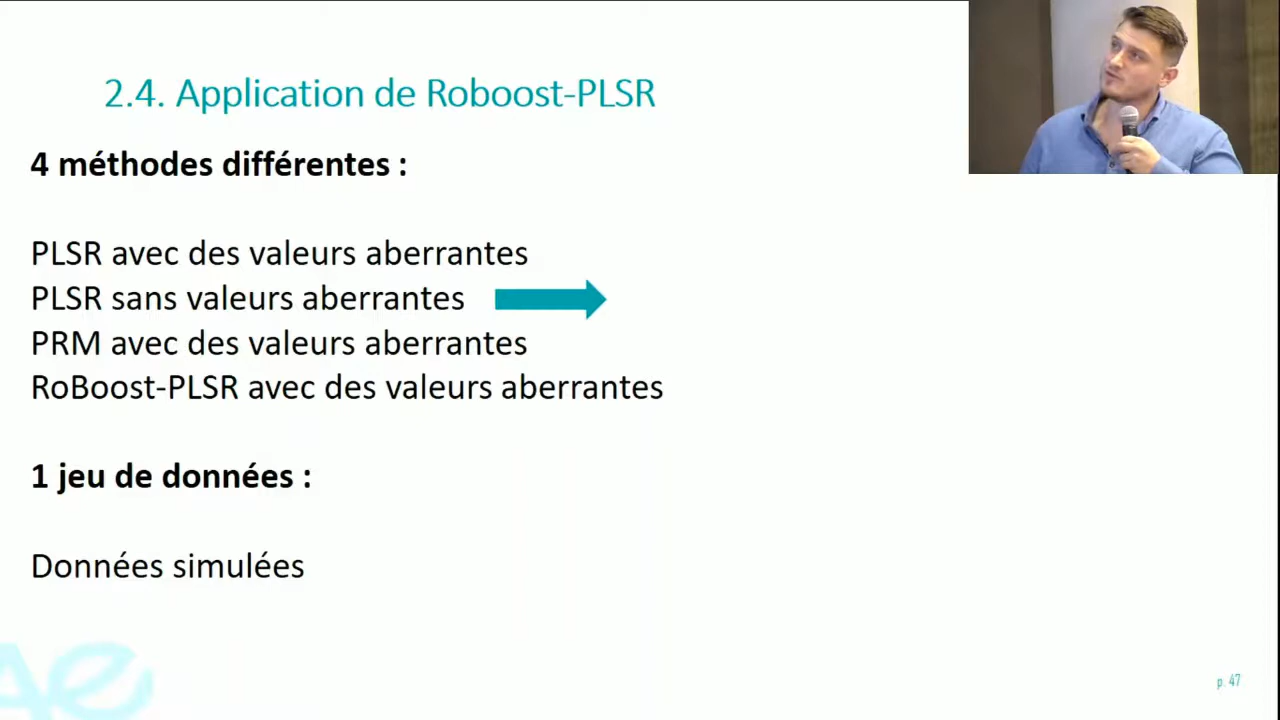 2.4. Application de Roboost-PLSR
4 méthodes différentes :
PLSR avec des valeurs aberrantes
PLSR sans valeurs aberrantes
PRM avec des valeurs aberrantes
RoBoost-PLSR avec des valeurs aberrantes
1 jeu de données :
Données simulées
p. 47